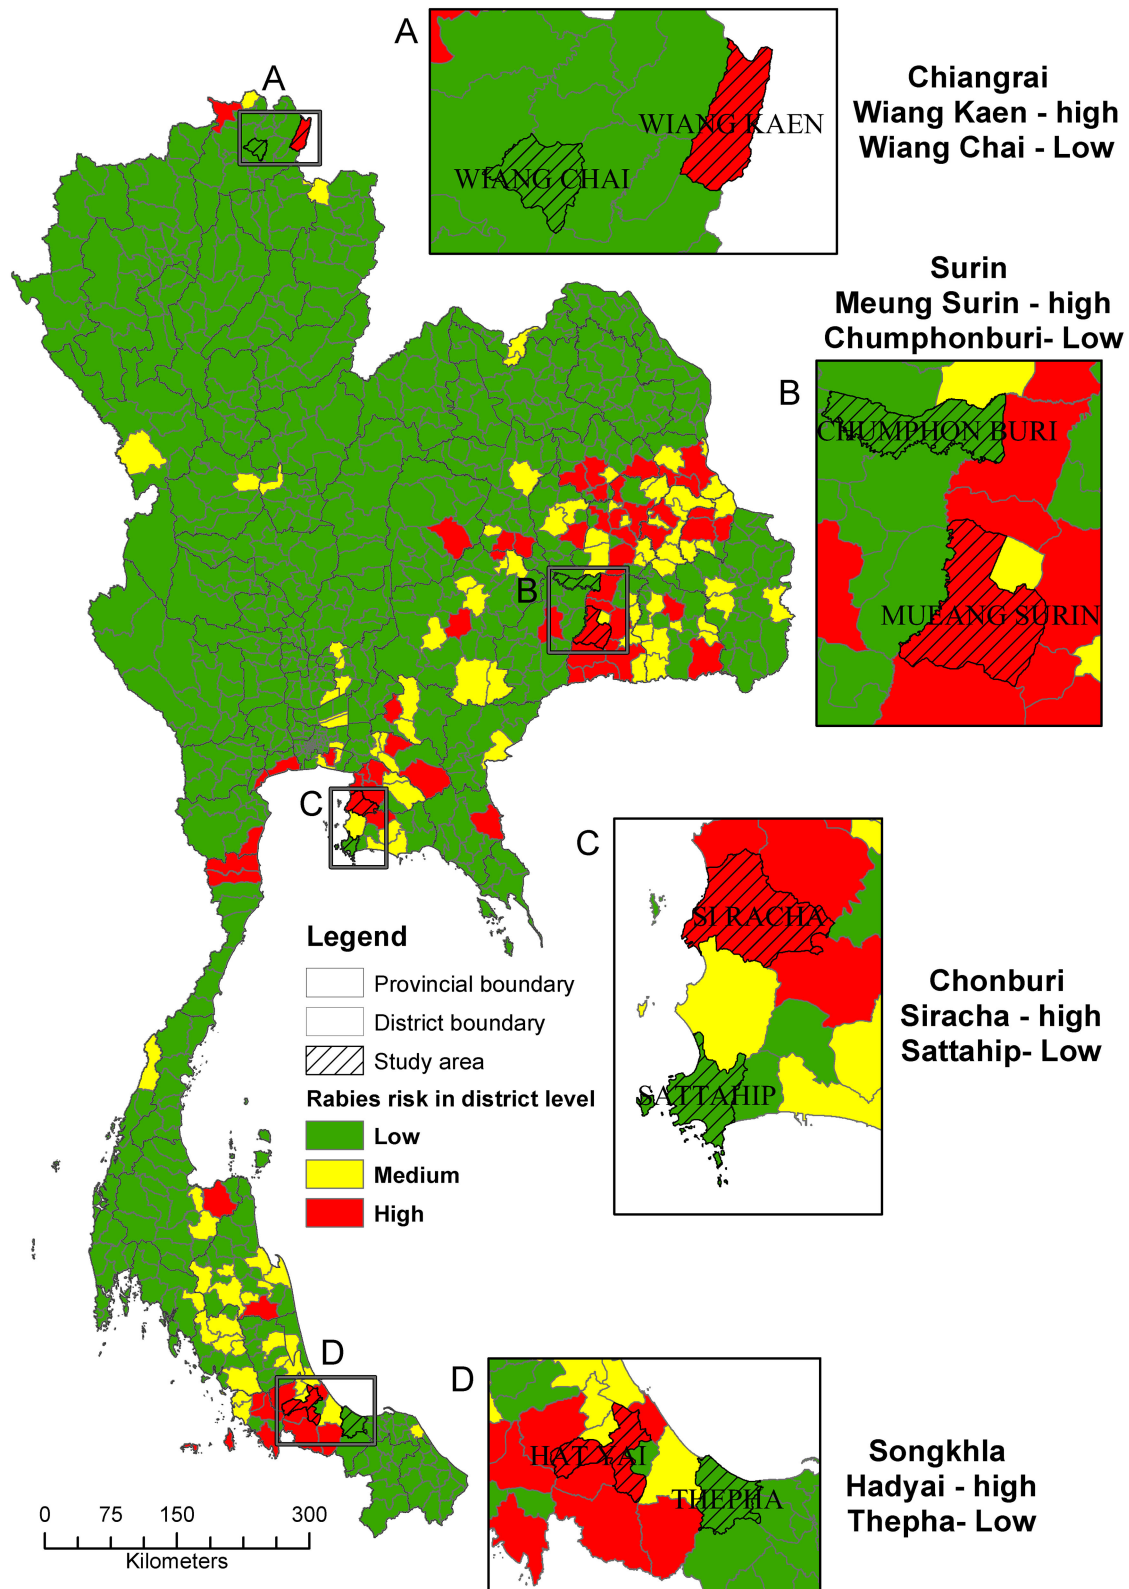 A
A
WIANG KAEN
WIANG CHAI
Chiangrai
Wiang Kaen - high
Wiang Chai - Low
Surin
Meung Surin - high
Chumphonburi- Low
B
CHUMPHON BURI
MUEANG SURIN
B
C
C
SI RACHA
SATTAHIP
Chonburi
Siracha - high
Sattahip- Low
Legend
Provincial boundary
District boundary
Study area
Rabies risk in district level
Low
Medium
High
D
D
HAT YAI
THEPHA
Songkhla
Hadyai - high
Thepha- Low
0 75 150 300
Kilometers